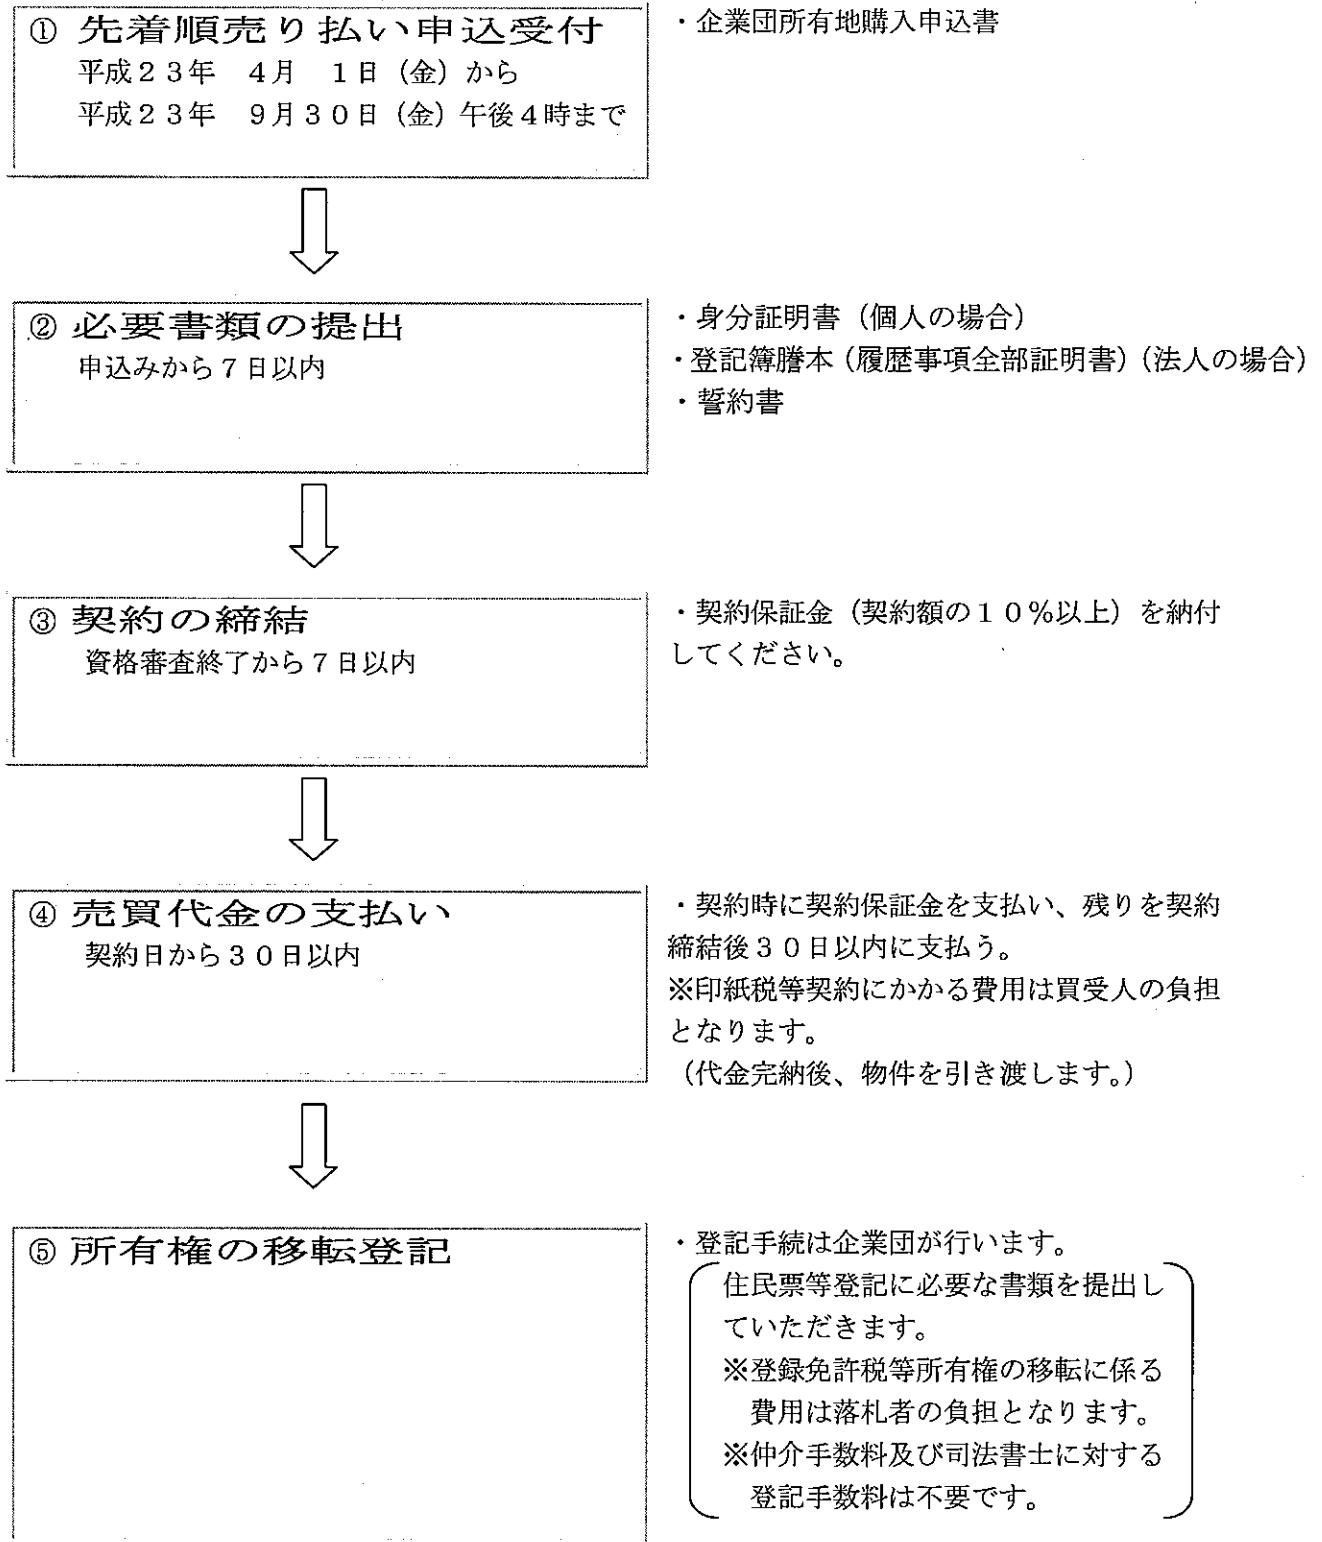 ① 先着順売り払い申込受付
平成２３年　４月　１日（金）から
平成２３年　９月３０日（金）午後４時まで
・企業団所有地購入申込書
② 必要書類の提出
申込みから７日以内
・身分証明書（個人の場合）
・登記簿謄本（履歴事項全部証明書）（法人の場合）
・誓約書
③ 契約の締結
資格審査終了から７日以内
・契約保証金（契約額の１０％以上）を納付
してください。
④ 売買代金の支払い
契約日から３０日以内
・契約時に契約保証金を支払い、残りを契約
締結後３０日以内に支払う。
※印紙税等契約にかかる費用は買受人の負担
となります。
（代金完納後、物件を引き渡します。）
⑤ 所有権の移転登記
・登記手続は企業団が行います。
住民票等登記に必要な書類を提出し
ていただきます。
※登録免許税等所有権の移転に係る
費用は落札者の負担となります。
※仲介手数料及び司法書士に対する
登記手数料は不要です。